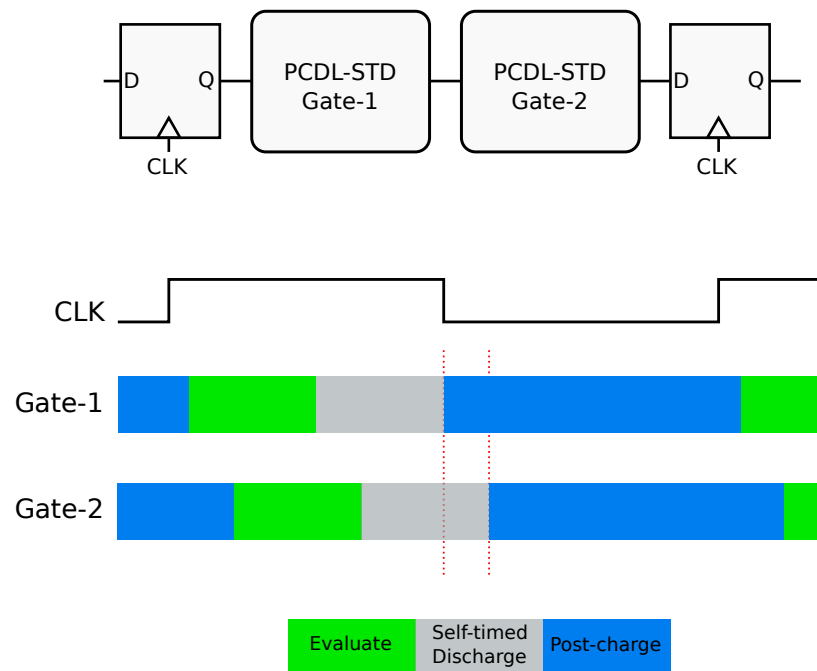 D
Q
CLK
PCDL-STD
Gate-1
PCDL-STD
Gate-2
D
Q
CLK
CLK
Gate-1
Gate-2
Evaluate
Self-timed
Discharge
Post-charge